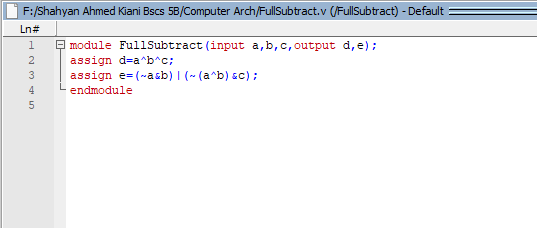 F:/Shahyan Ahmed Kiani Bscs 5B/Computer Arch/FullSubtract.v (/FullSubtract) - Default
Ln#
1 module FullSubtract(input a,b,c,output d,e);
2 assign d=a^b^c;
3 assign e=(~a&b)|(~(a^b)&c);
4 endmodule
5